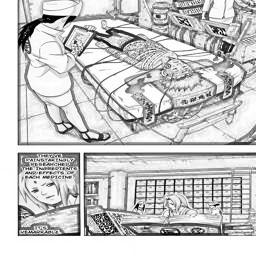 THEY'VE
PAINSTAKINGLY
RESEARCHED
THE INGREDIENTS
AND EFFECTS OF
EACH MEDICINE.
IT'S
REMARKABLE.